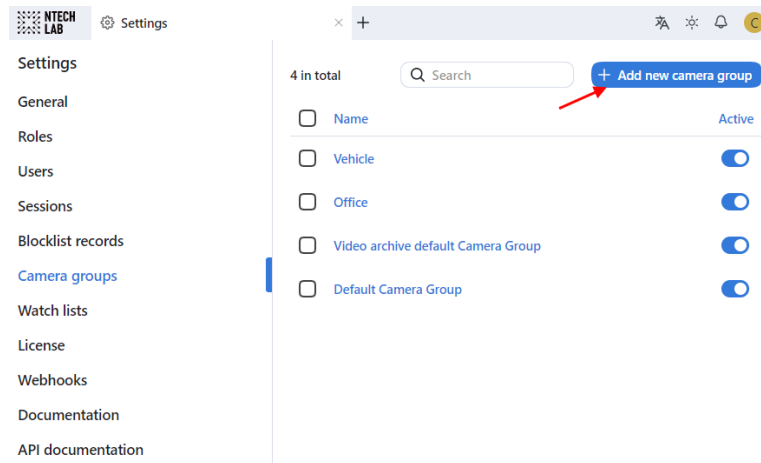 NTECH LAB
Settings
Settings
General
Roles
Users
Sessions
Blocklist records
Camera groups
Watch lists
License
Webhooks
Documentation
API documentation
4 in total
Search
+ Add new camera group
Name
Active
Vehicle
Office
Video archive default Camera Group
Default Camera Group
C